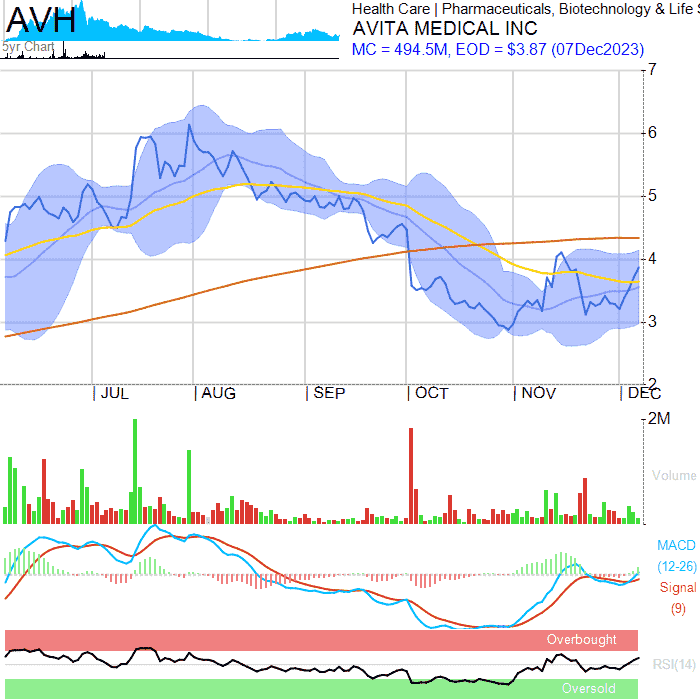 AVH
5yr Chart
Health Care | Pharmaceuticals, Biotechnology & Life S
AVITA MEDICAL INC
MC = 494.5M, EOD = $3.87 (07Dec2023)
7
6
5
4
3
2
JUL AUG SEP OCT NOV DEC
2M
Volume
MACD
(12-26)
Signal
(9)
Overbought
RSI(14)
Oversold